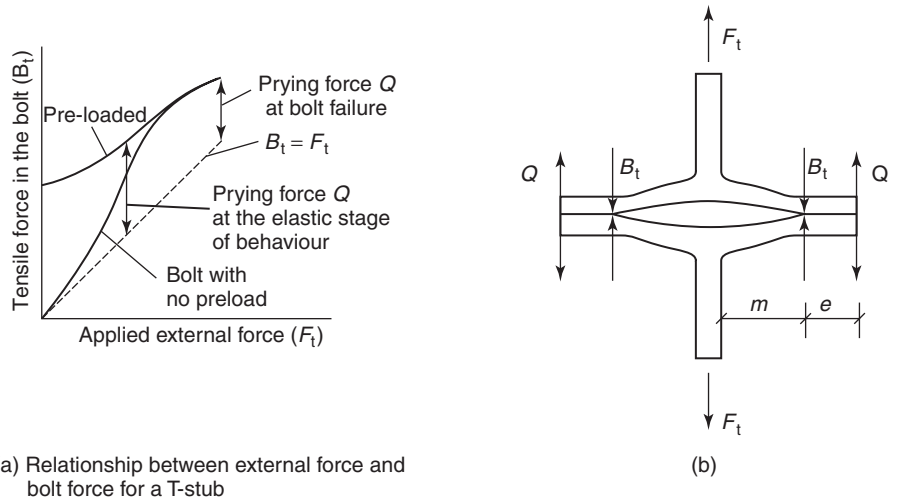 Tensile force in the bolt (Bt)
Pre-loaded
Prying force Q
at bolt failure
Bt = Ft
Prying force Q
at the elastic stage
of behaviour
Bolt with
no preload
Applied external force (Ft)
a) Relationship between external force and
bolt force for a T-stub
Ft
Q
Bt
Bt
Q
m
e
Ft
(b)